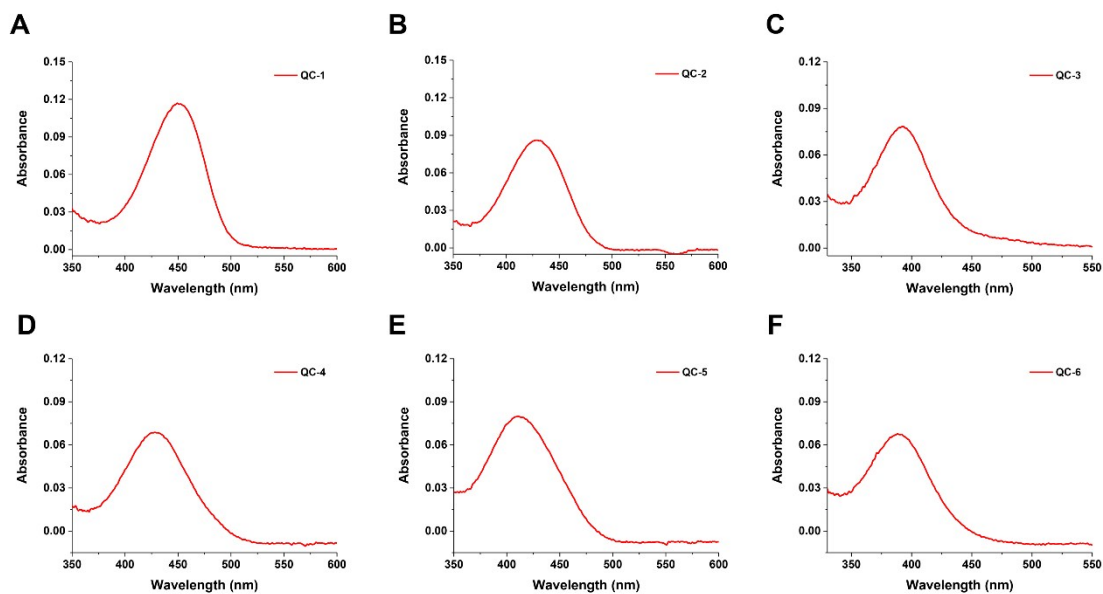 A
B
C
QC-1
QC-2
QC-3
0.15
0.12
0.09
0.06
0.03
0.00
Absorbance
350 400 450 500 550 600
Wavelength (nm)
0.15
0.12
0.09
0.06
0.03
0.00
Absorbance
350 400 450 500 550 600
Wavelength (nm)
0.12
0.09
0.06
0.03
0.00
Absorbance
350 400 450 500 550
Wavelength (nm)
D
E
F
QC-4
QC-5
QC-6
0.12
0.09
0.06
0.03
0.00
Absorbance
350 400 450 500 550 600
Wavelength (nm)
0.12
0.09
0.06
0.03
0.00
Absorbance
350 400 450 500 550 600
Wavelength (nm)
0.12
0.09
0.06
0.03
0.00
Absorbance
350 400 450 500 550
Wavelength (nm)